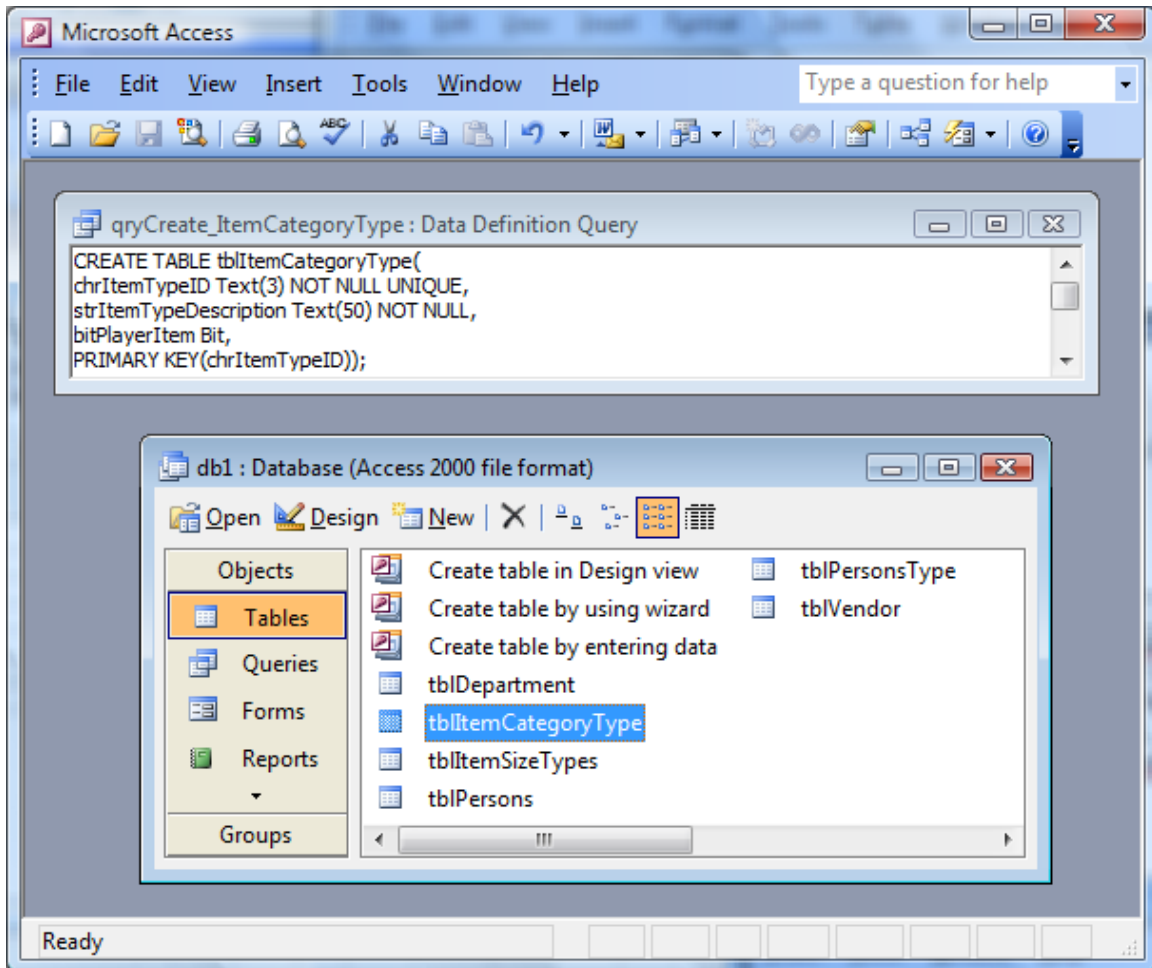 Microsoft Access
File Edit View Insert Tools Window Help Type a question for help
ABC
W
qryCreate_ItemCategoryType : Data Definition Query
CREATE TABLE tblItemCategoryType(
chrItemTypeID Text(3) NOT NULL UNIQUE,
strItemTypeDescription Text(50) NOT NULL,
bitPlayerItem Bit,
PRIMARY KEY(chrItemTypeID));
db1 : Database (Access 2000 file format)
Open Design New
Objects
Tables
Queries
Forms
Reports
Groups
Create table in Design view
Create table by using wizard
Create table by entering data
tblDepartment
tblItemCategoryType
tblItemSizeTypes
tblPersons
tblPersonsType
tblVendor
Ready